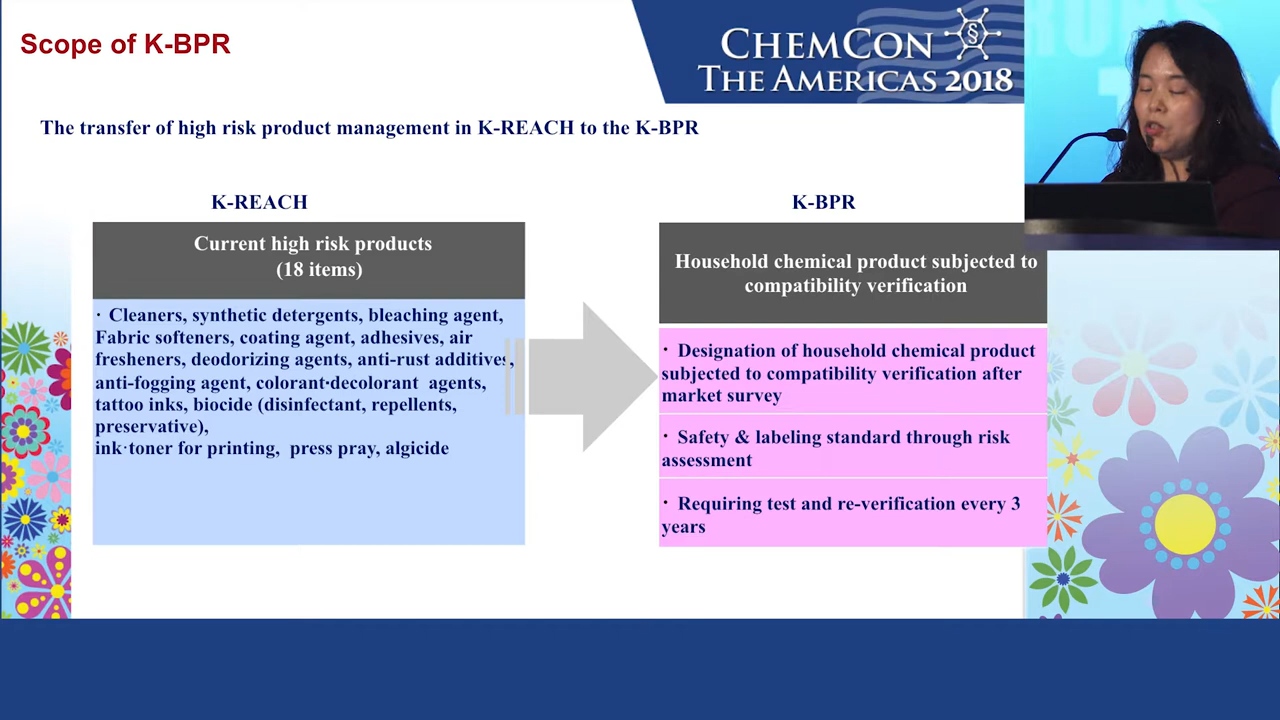 Scope of K-BPR
CHEMCON
THE AMERICAS 2018
§
The transfer of high risk product management in K-REACH to the K-BPR
K-REACH
Current high risk products
(18 items)
· Cleaners, synthetic detergents, bleaching agent,
Fabric softeners, coating agent, adhesives, air
fresheners, deodorizing agents, anti-rust additives,
anti-fogging agent, colorant·decolorant agents,
tattoo inks, biocide (disinfectant, repellents,
preservative),
ink·toner for printing, press pray, algicide
K-BPR
Household chemical product subjected to
compatibility verification
· Designation of household chemical product
subjected to compatibility verification after
market survey
· Safety & labeling standard through risk
assessment
· Requiring test and re-verification every 3
years